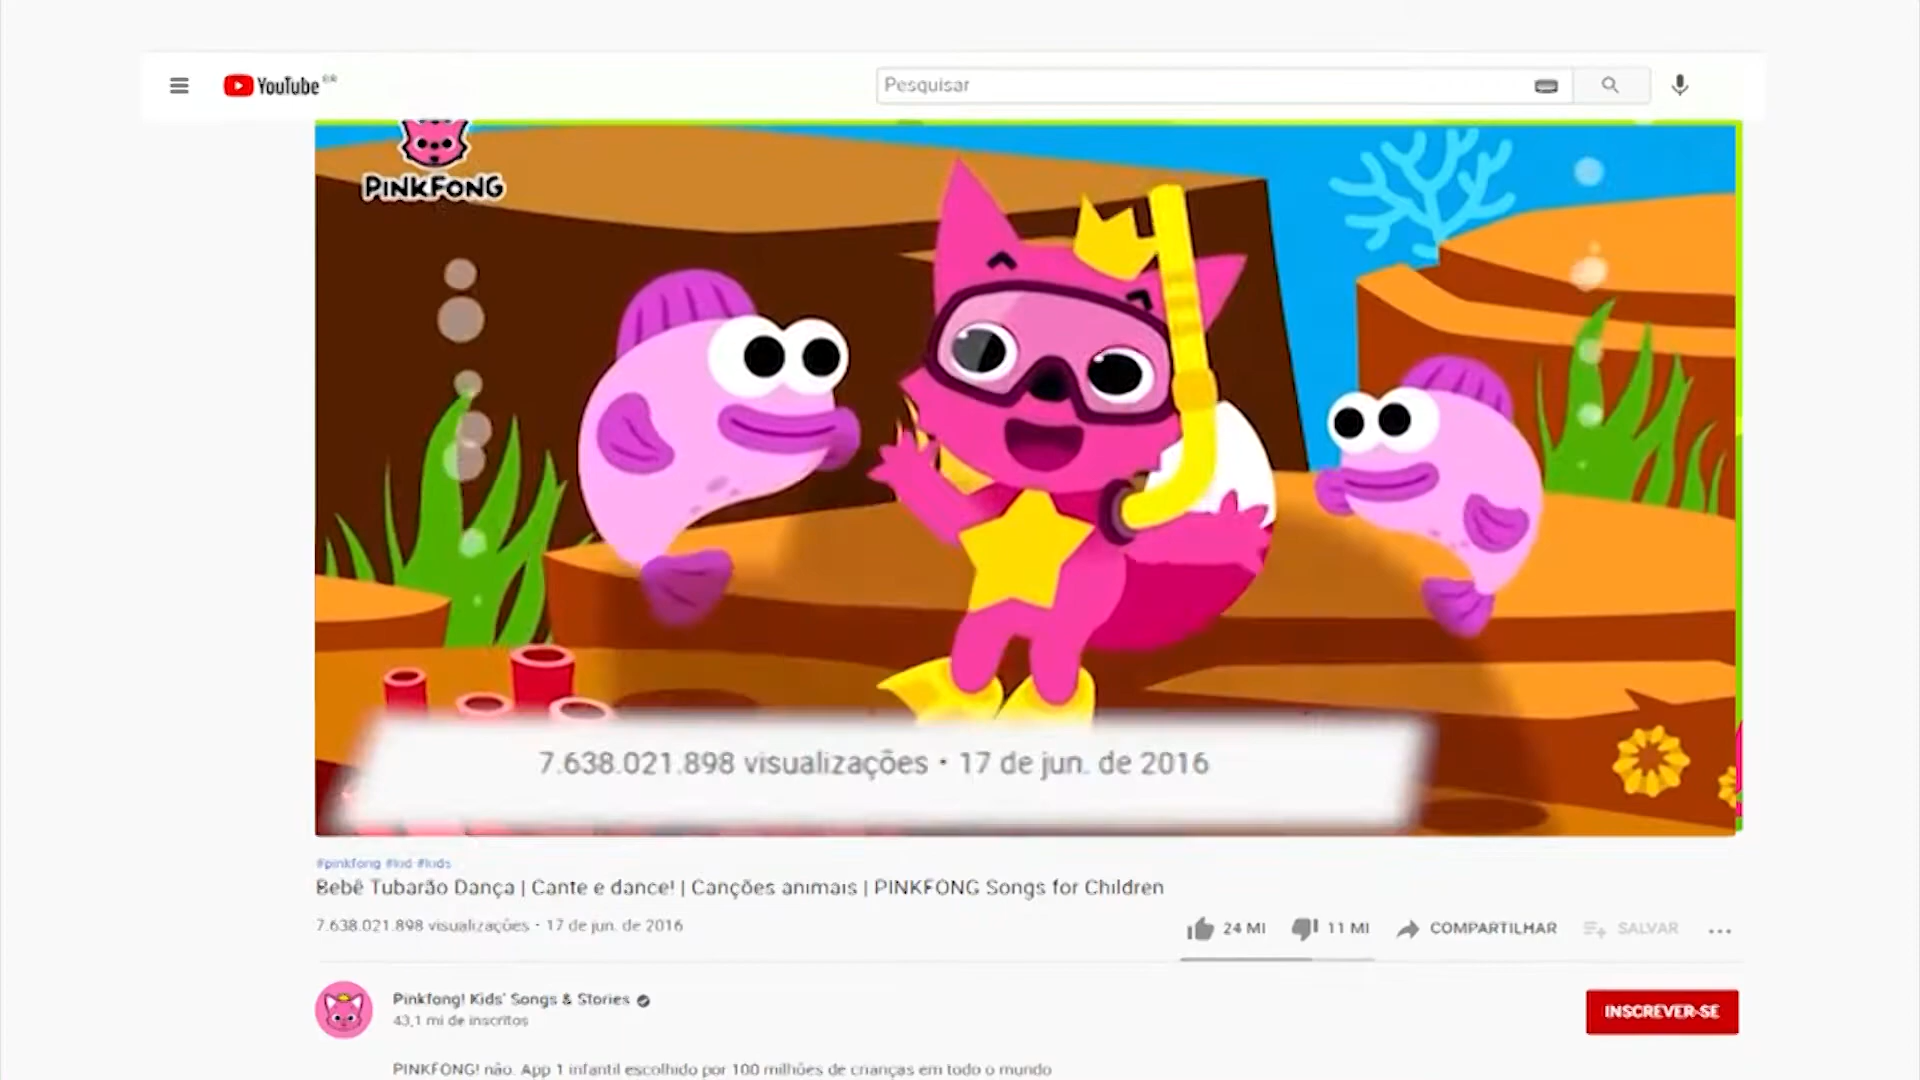 YouTube BR
Pesquisar
PINKFONG
7.638.021.898 visualizações • 17 de jun. de 2016
#pinkfong #kid #kids
Bebê Tubarão Dança | Cante e dance! | Canções animais | PINKFONG Songs for Children
7.638.021.898 visualizações • 17 de jun. de 2016
24 MI 11 MI COMPARTILHAR SALVAR
Pinkfong! Kids' Songs & Stories
43,1 mi de inscritos
INSCREVER-SE
PINKFONG! não. App 1 infantil escolhido por 100 milhões de crianças em todo o mundo